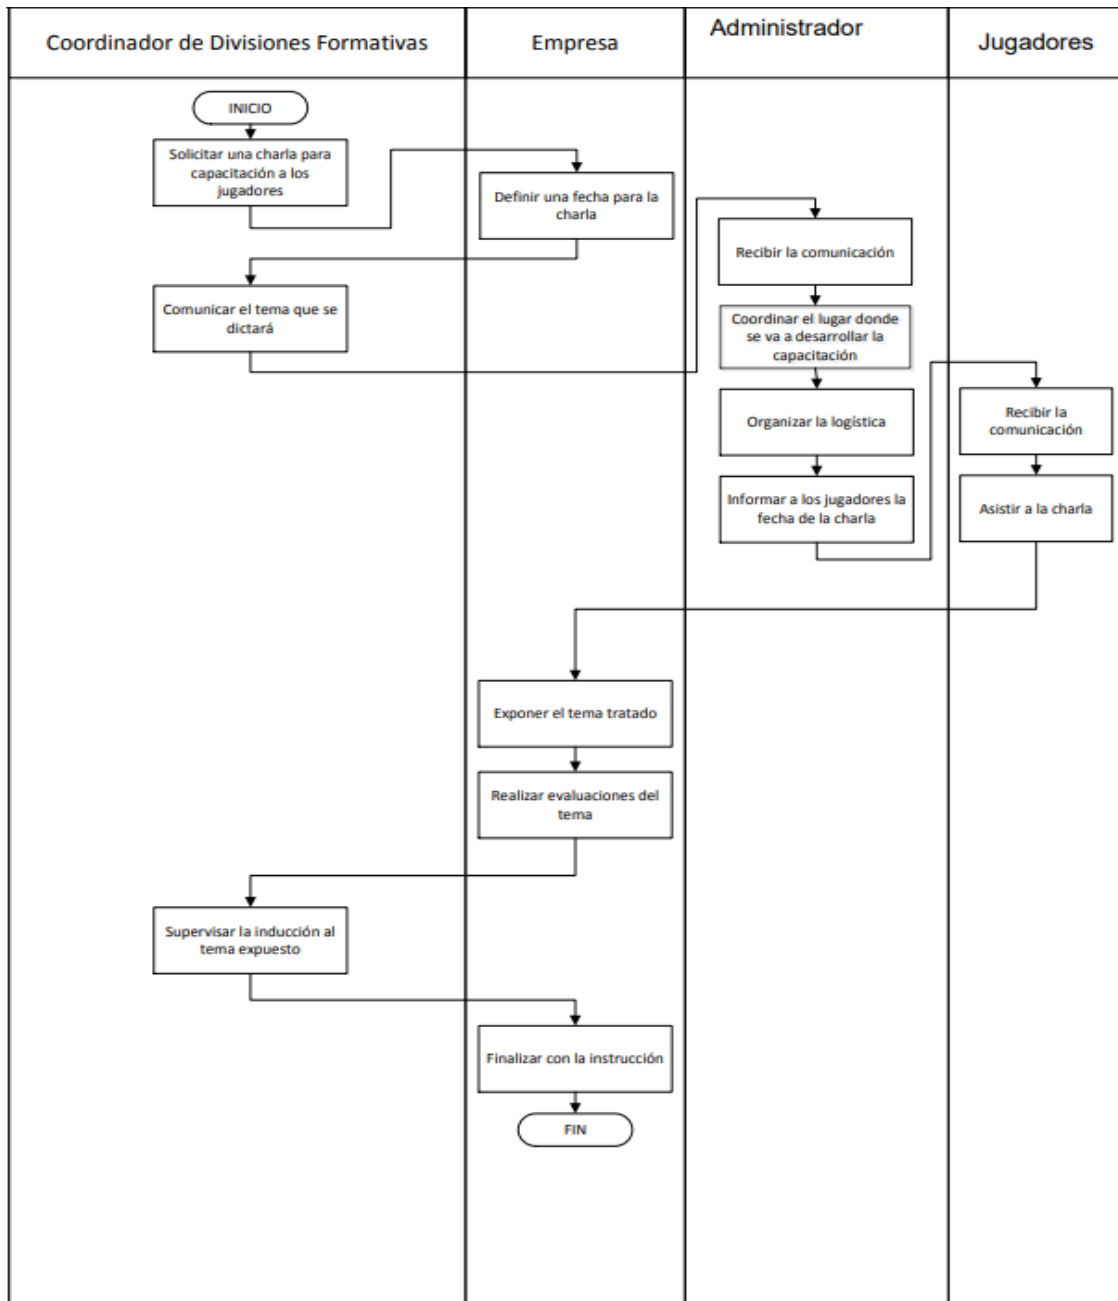 Coordinador de Divisiones Formativas
Empresa
Administrador
Jugadores
INICIO
Solicitar una charla para
capacitación a los
jugadores
Definir una fecha para la
charla
Recibir la comunicación
Comunicar el tema que se
dictará
Coordinar el lugar donde
se va a desarrollar la
capacitación
Organizar la logística
Informar a los jugadores la
fecha de la charla
Recibir la
comunicación
Asistir a la charla
Exponer el tema tratado
Realizar evaluaciones del
tema
Supervisar la inducción al
tema expuesto
Finalizar con la instrucción
FIN